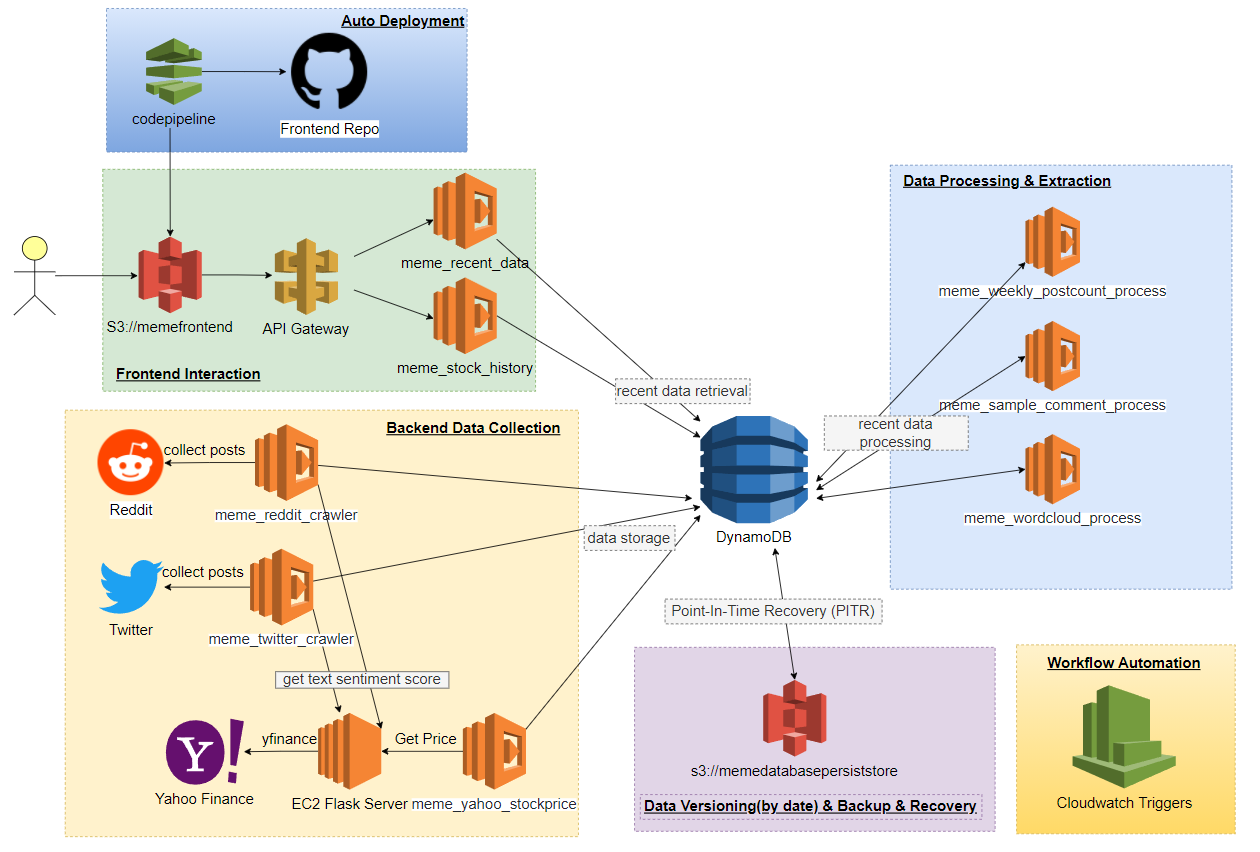 Auto Deployment
codepipeline
Frontend Repo
meme_recent_data
S3://memefrontend
API Gateway
meme_stock_history
Frontend Interaction
recent data retrieval
Data Processing & Extraction
meme_weekly_postcount_process
meme_sample_comment_process
recent data
processing
meme_wordcloud_process
Backend Data Collection
collect posts
Reddit
meme_reddit_crawler
collect posts
Twitter
meme_twitter_crawler
data storage
DynamoDB
get text sentiment score
yfinance
Get Price
Yahoo Finance
EC2 Flask Server
meme_yahoo_stockprice
Point-In-Time Recovery (PITR)
s3://memedatabasepersiststore
Data Versioning(by date) & Backup & Recovery
Workflow Automation
Cloudwatch Triggers